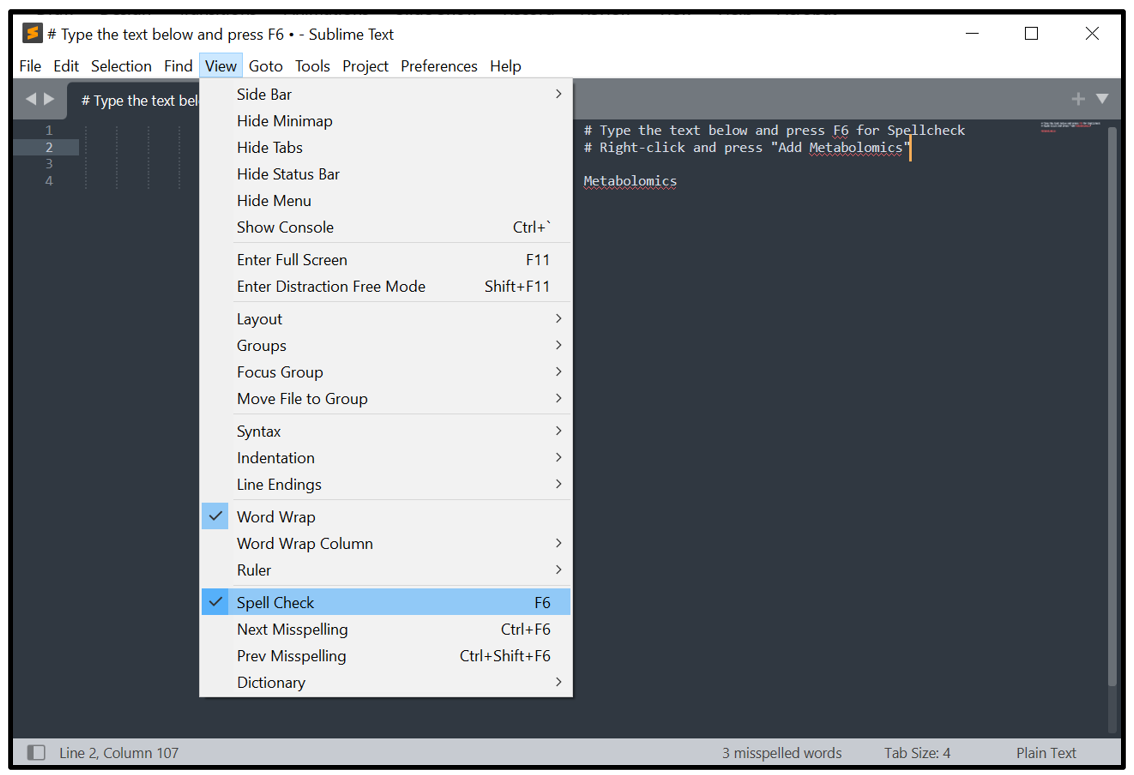 # Type the text below and press F6 • - Sublime Text
File Edit Selection Find View Goto Tools Project Preferences Help
# Type the text bel
Side Bar
Hide Minimap
Hide Tabs
Hide Status Bar
Hide Menu
Show Console Ctrl+`
Enter Full Screen F11
Enter Distraction Free Mode Shift+F11
Layout
Groups
Focus Group
Move File to Group
Syntax
Indentation
Line Endings
Word Wrap
Word Wrap Column
Ruler
Spell Check F6
Next Misspelling Ctrl+F6
Prev Misspelling Ctrl+Shift+F6
Dictionary
1 # Type the text below and press F6 for Spellcheck
2 # Right-click and press "Add Metabolomics"
3
4 Metabolomics
Line 2, Column 107 3 misspelled words Tab Size: 4 Plain Text